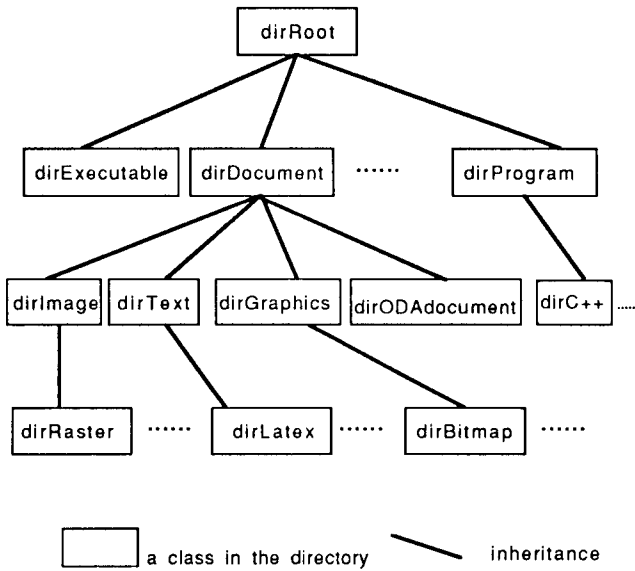 dirRoot
dirExecutable dirDocument ...... dirProgram
dirImage dirText dirGraphics dirODAdocument dirC++ .....
dirRaster ...... dirLatex ...... dirBitmap ......
a class in the directory inheritance